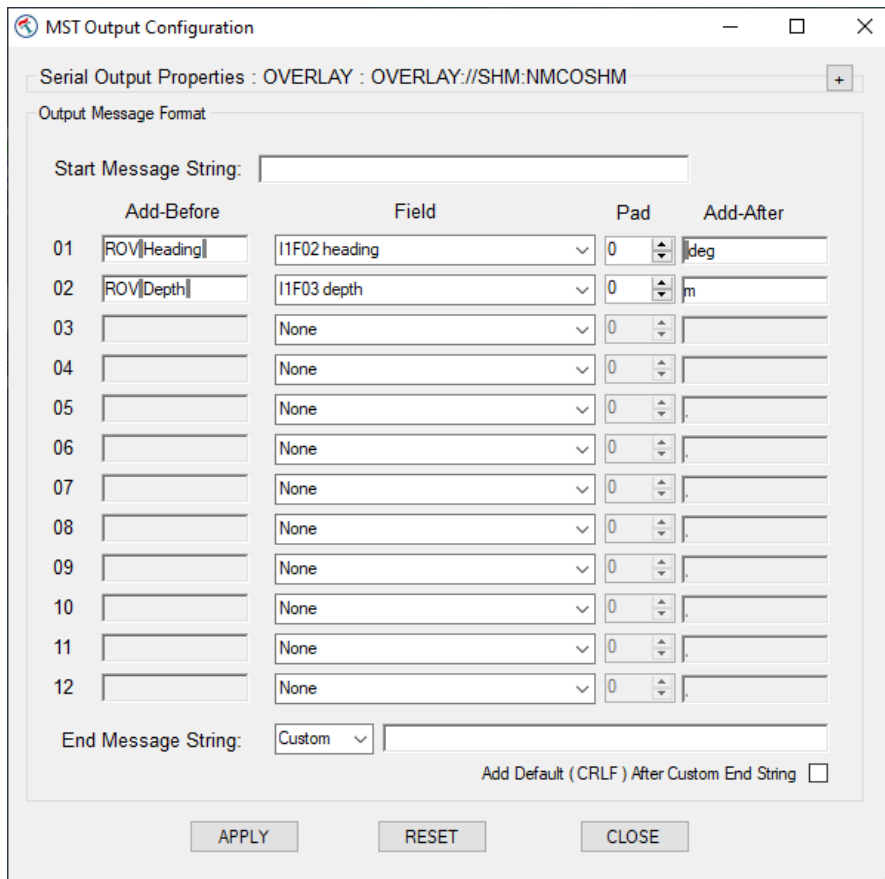 MST Output Configuration
Serial Output Properties : OVERLAY : OVERLAY://SHM:NMCOSHM +
Output Message Format
Start Message String:
Add-Before Field Pad Add-After
01 ROV Heading I1F02 heading 0 deg
02 ROV Depth I1F03 depth 0 m
03 None 0
04 None 0
05 None 0 ,
06 None 0 ,
07 None 0 ,
08 None 0 ,
09 None 0 ,
10 None 0 ,
11 None 0 ,
12 None 0 ,
End Message String: Custom
Add Default ( CRLF ) After Custom End String
APPLY RESET CLOSE